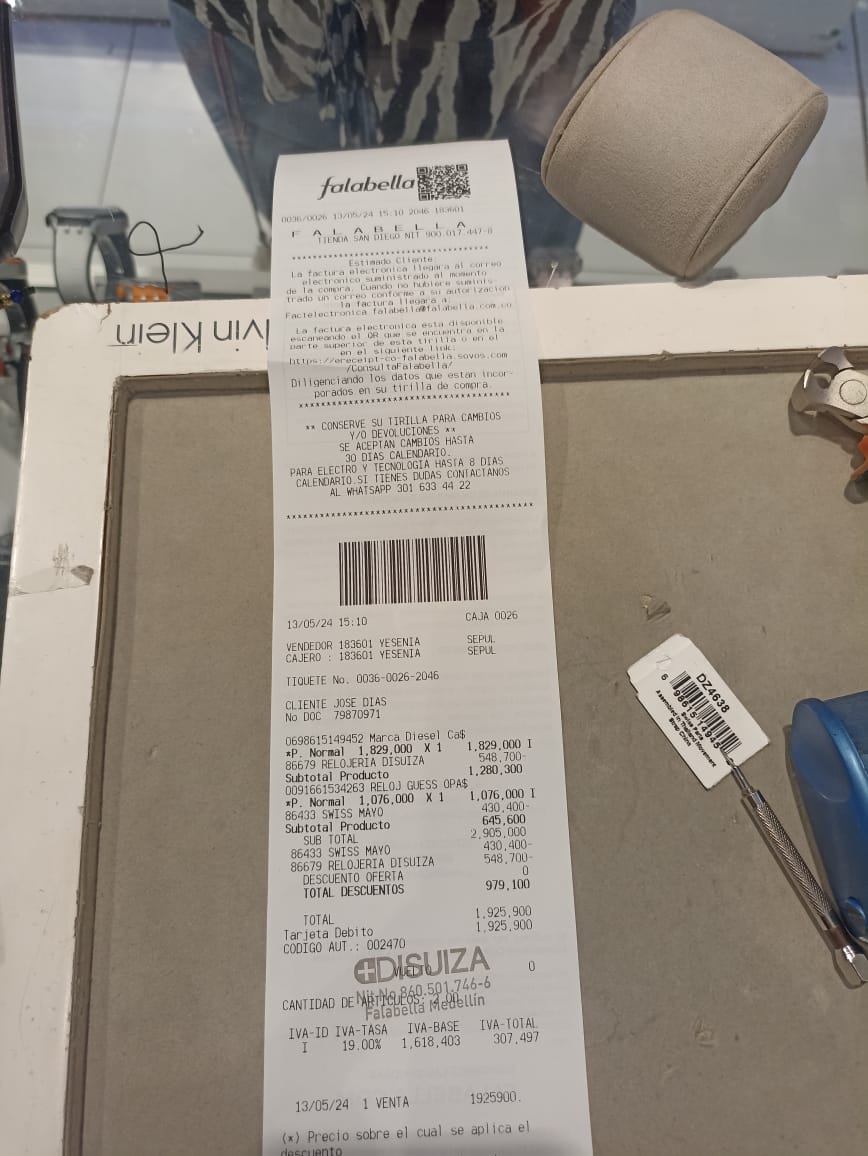 falabella
0036/0026 13/05/24 15:10 2046 183601
F A L A B E L L A
TIENDA SAN DIEGO NIT 900.017.447-8
****************************************
Estimado Cliente:
La factura electronica llegara al correo
electronico suministrado al momento
de la compra. Cuando no hubiere suminis-
trado un correo conforme a su autorizacion
la factura llegara a:
Factelectronica.falabella@falabella.com.co
La factura electronica esta disponible
escaneando el QR que se encuentra en la
parte superior de esta tirilla o en el
en el siguiente link:
https://ereceipt-co-falabella.sovos.com
/ConsultaFalabella/
Diligenciando los datos que estan incor-
porados en su tirilla de compra.
****************************************
** CONSERVE SU TIRILLA PARA CAMBIOS
Y/O DEVOLUCIONES **
SE ACEPTAN CAMBIOS HASTA
30 DIAS CALENDARIO.
PARA ELECTRO Y TECNOLOGIA HASTA 8 DIAS
CALENDARIO.SI TIENES DUDAS CONTACTANOS
AL WHATSAPP 301 633 44 22
****************************************
13/05/24 15:10 CAJA 0026
VENDEDOR 183601 YESENIA SEPUL
CAJERO : 183601 YESENIA SEPUL
TIQUETE No. 0036-0026-2046
CLIENTE JOSE DIAS
No DOC 79870971
0698615149452 Marca Diesel Ca$
*P. Normal 1,829,000 X 1 1,829,000 I
86679 RELOJERIA DISUIZA 548,700-
Subtotal Producto 1,280,300
0091661534263 RELOJ GUESS OPA$
*P. Normal 1,076,000 X 1 1,076,000 I
86433 SWISS MAYO 430,400-
Subtotal Producto 645,600
SUB TOTAL 2,905,000
86433 SWISS MAYO 430,400-
86679 RELOJERIA DISUIZA 548,700-
DESCUENTO OFERTA 0
TOTAL DESCUENTOS 979,100
TOTAL 1,925,900
Tarjeta Debito 1,925,900
CODIGO AUT.: 002470
DISUIZA
VUELTO 0
Nit No 860.501.746-6
CANTIDAD DE ARTICULOS: 2.00
Falabella Medellín
IVA-ID IVA-TASA IVA-BASE IVA-TOTAL
I 19.00% 1,618,403 307,497
13/05/24 1 VENTA 1925900.
(*) Precio sobre el cual se aplica el
descuento
lvin Klein
DZ4638
6 98615 14945
Assembled in Thailand Movement
Swiss Parts
Strap China